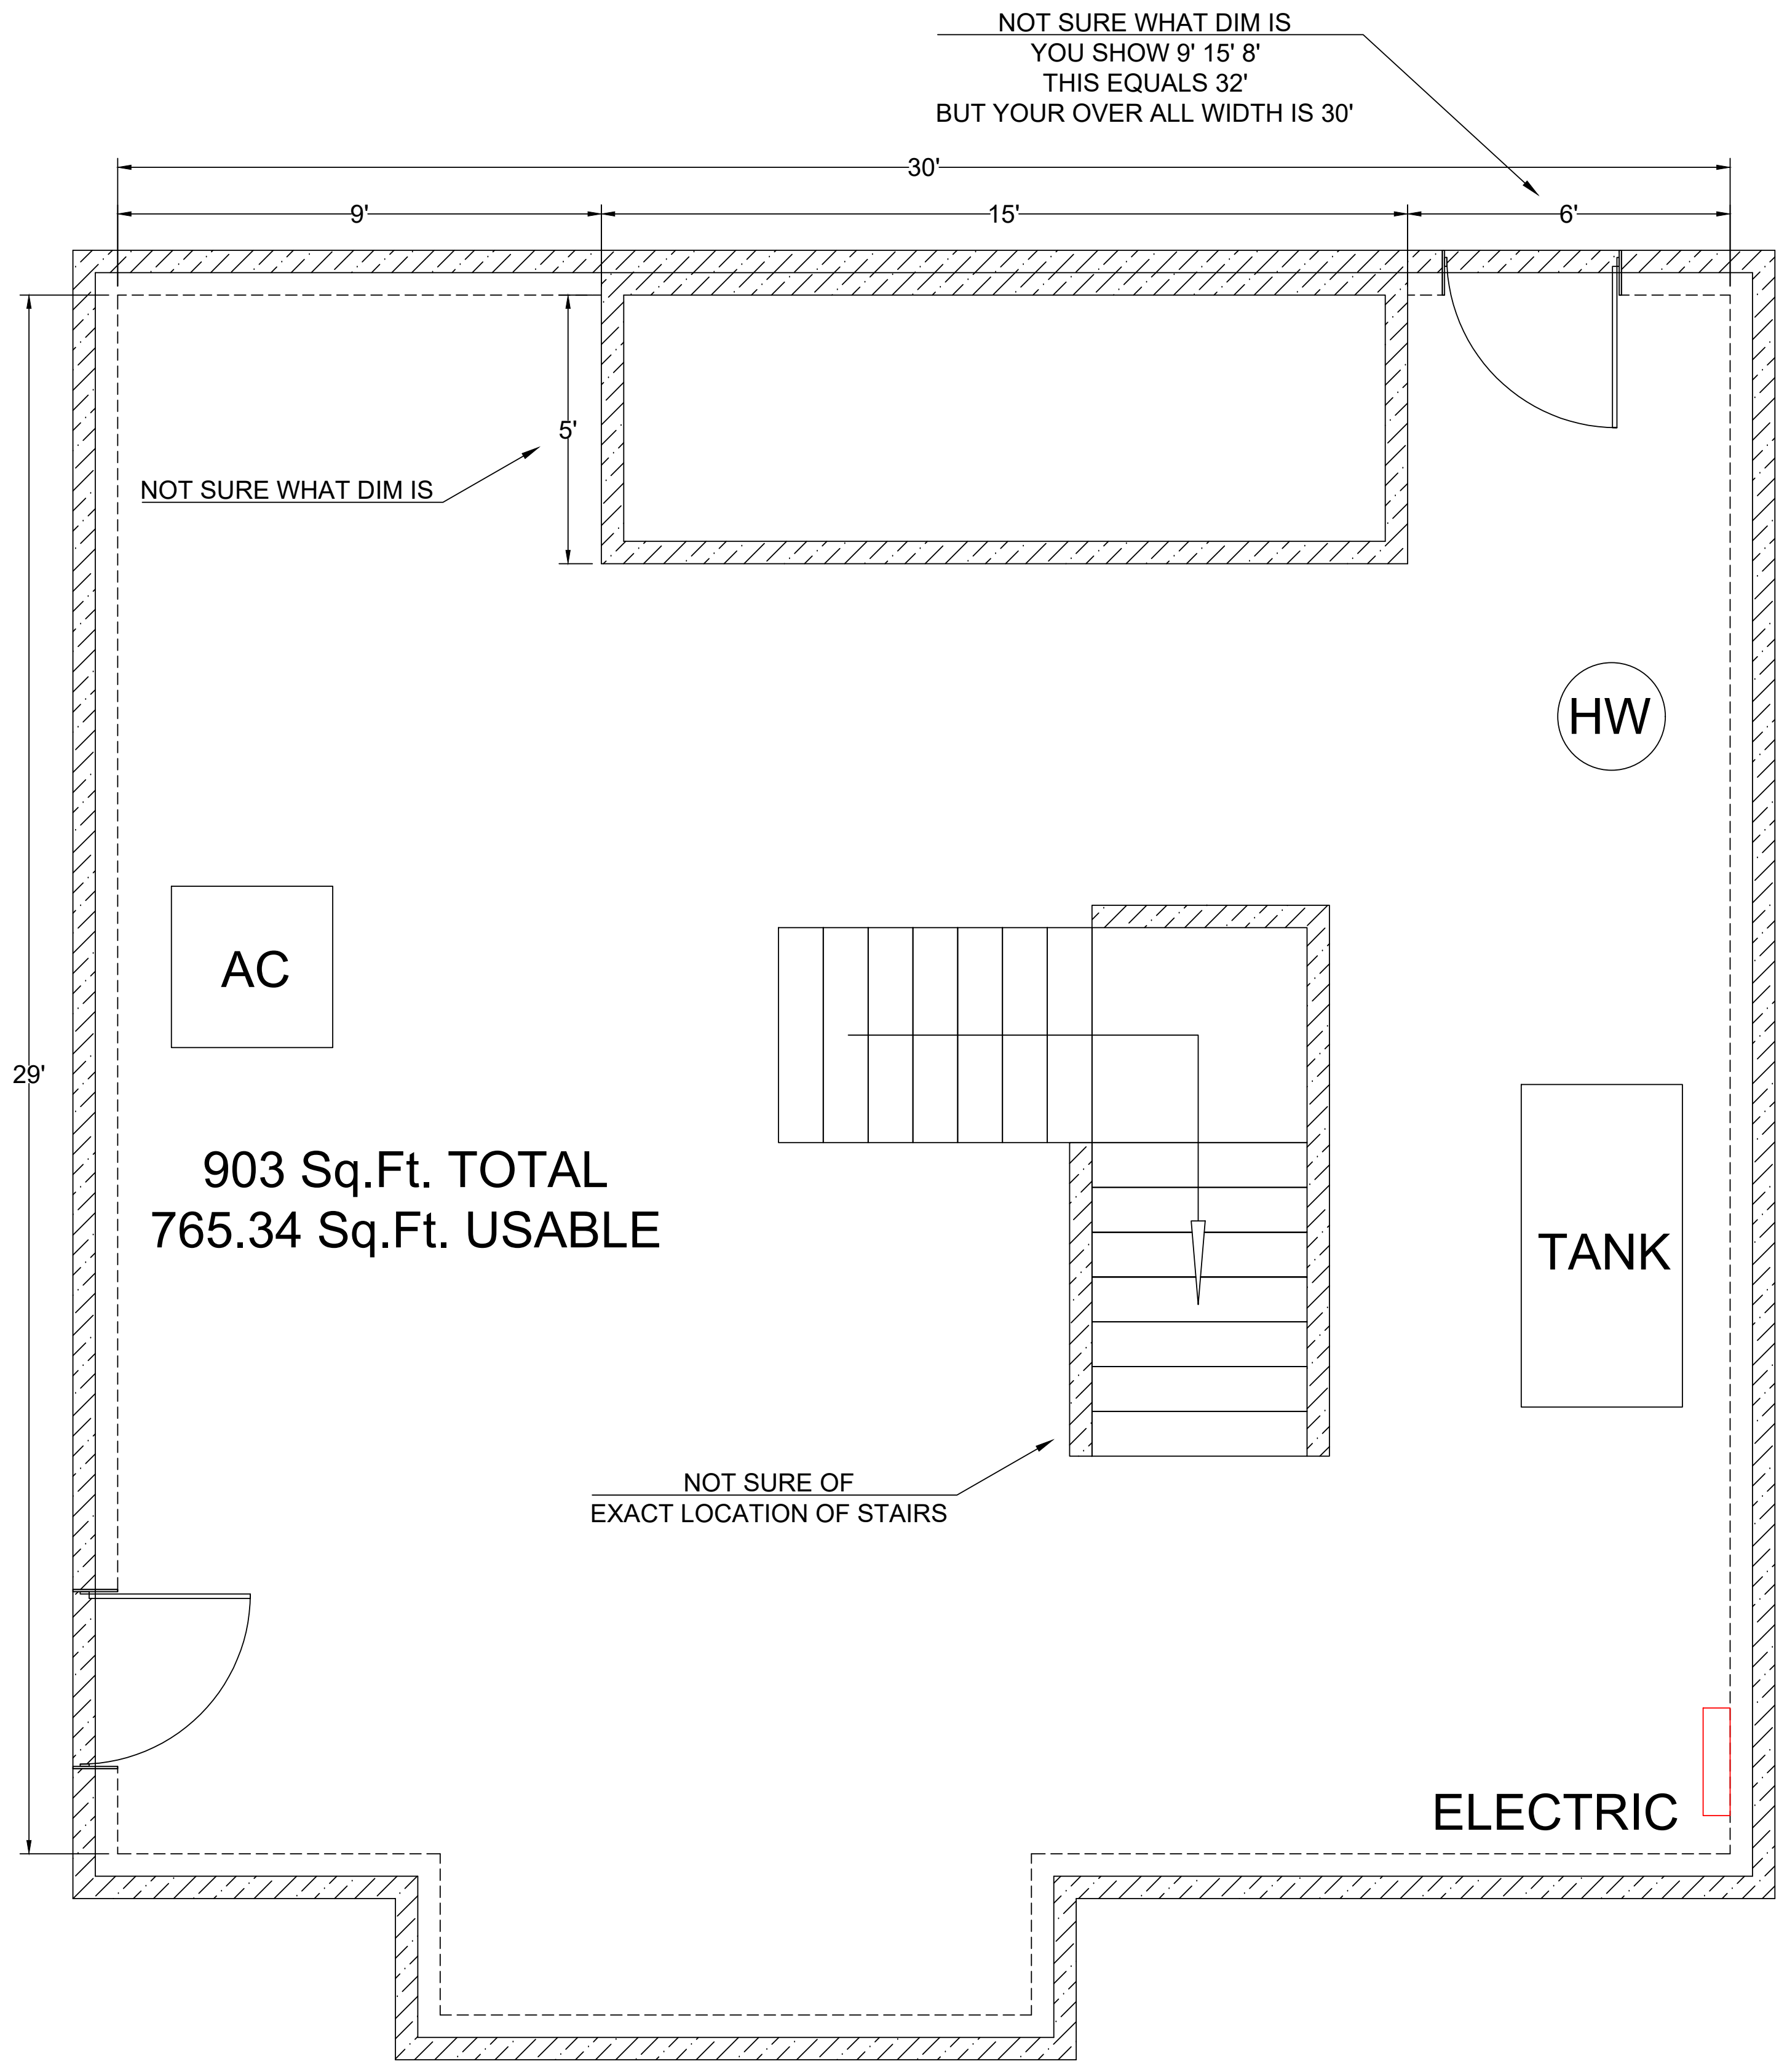 NOT SURE WHAT DIM IS
YOU SHOW 9' 15' 8'
THIS EQUALS 32'
BUT YOUR OVER ALL WIDTH IS 30'
30'
9'
15'
6'
5'
NOT SURE WHAT DIM IS
HW
AC
29'
903 Sq.Ft. TOTAL
765.34 Sq.Ft. USABLE
TANK
NOT SURE OF
EXACT LOCATION OF STAIRS
ELECTRIC